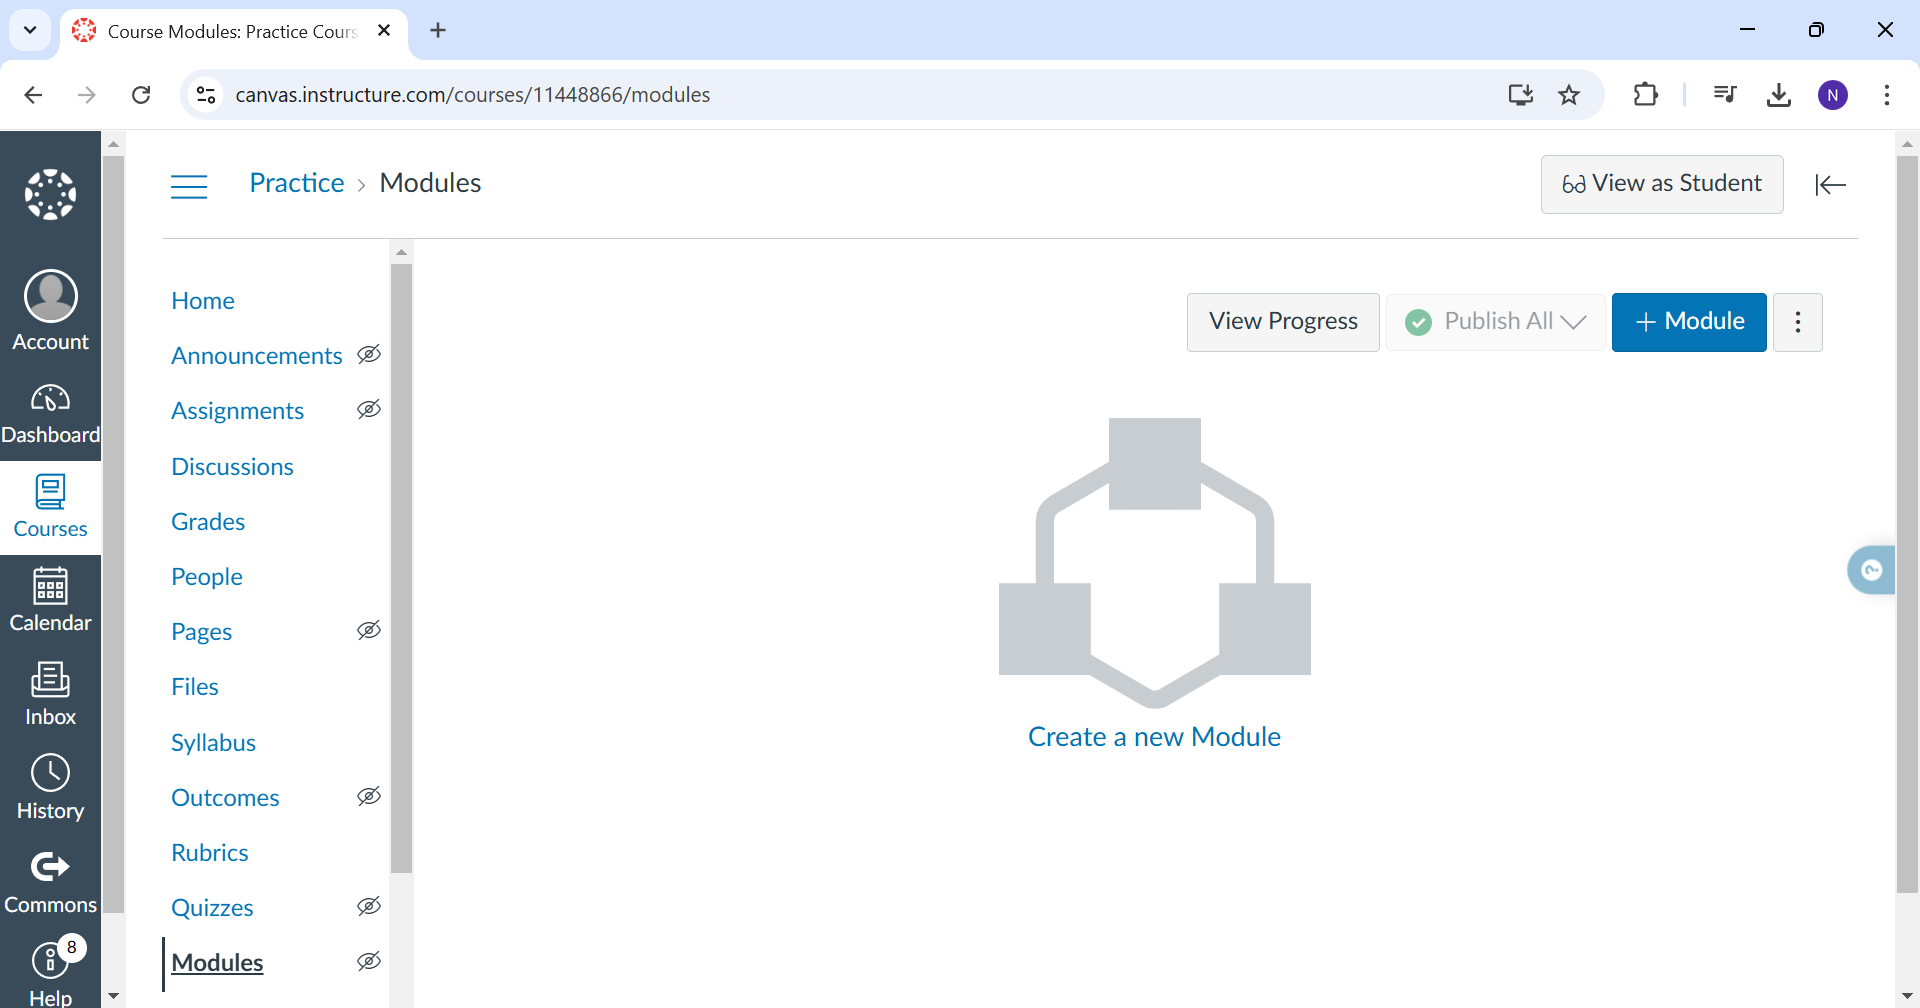 Course Modules: Practice Cours
canvas.instructure.com/courses/11448866/modules
N
Account
Dashboard
Courses
Calendar
Inbox
History
Commons
8
Help
Practice > Modules
View as Student
Home
Announcements
Assignments
Discussions
Grades
People
Pages
Files
Syllabus
Outcomes
Rubrics
Quizzes
Modules
View Progress
Publish All
+ Module
Create a new Module